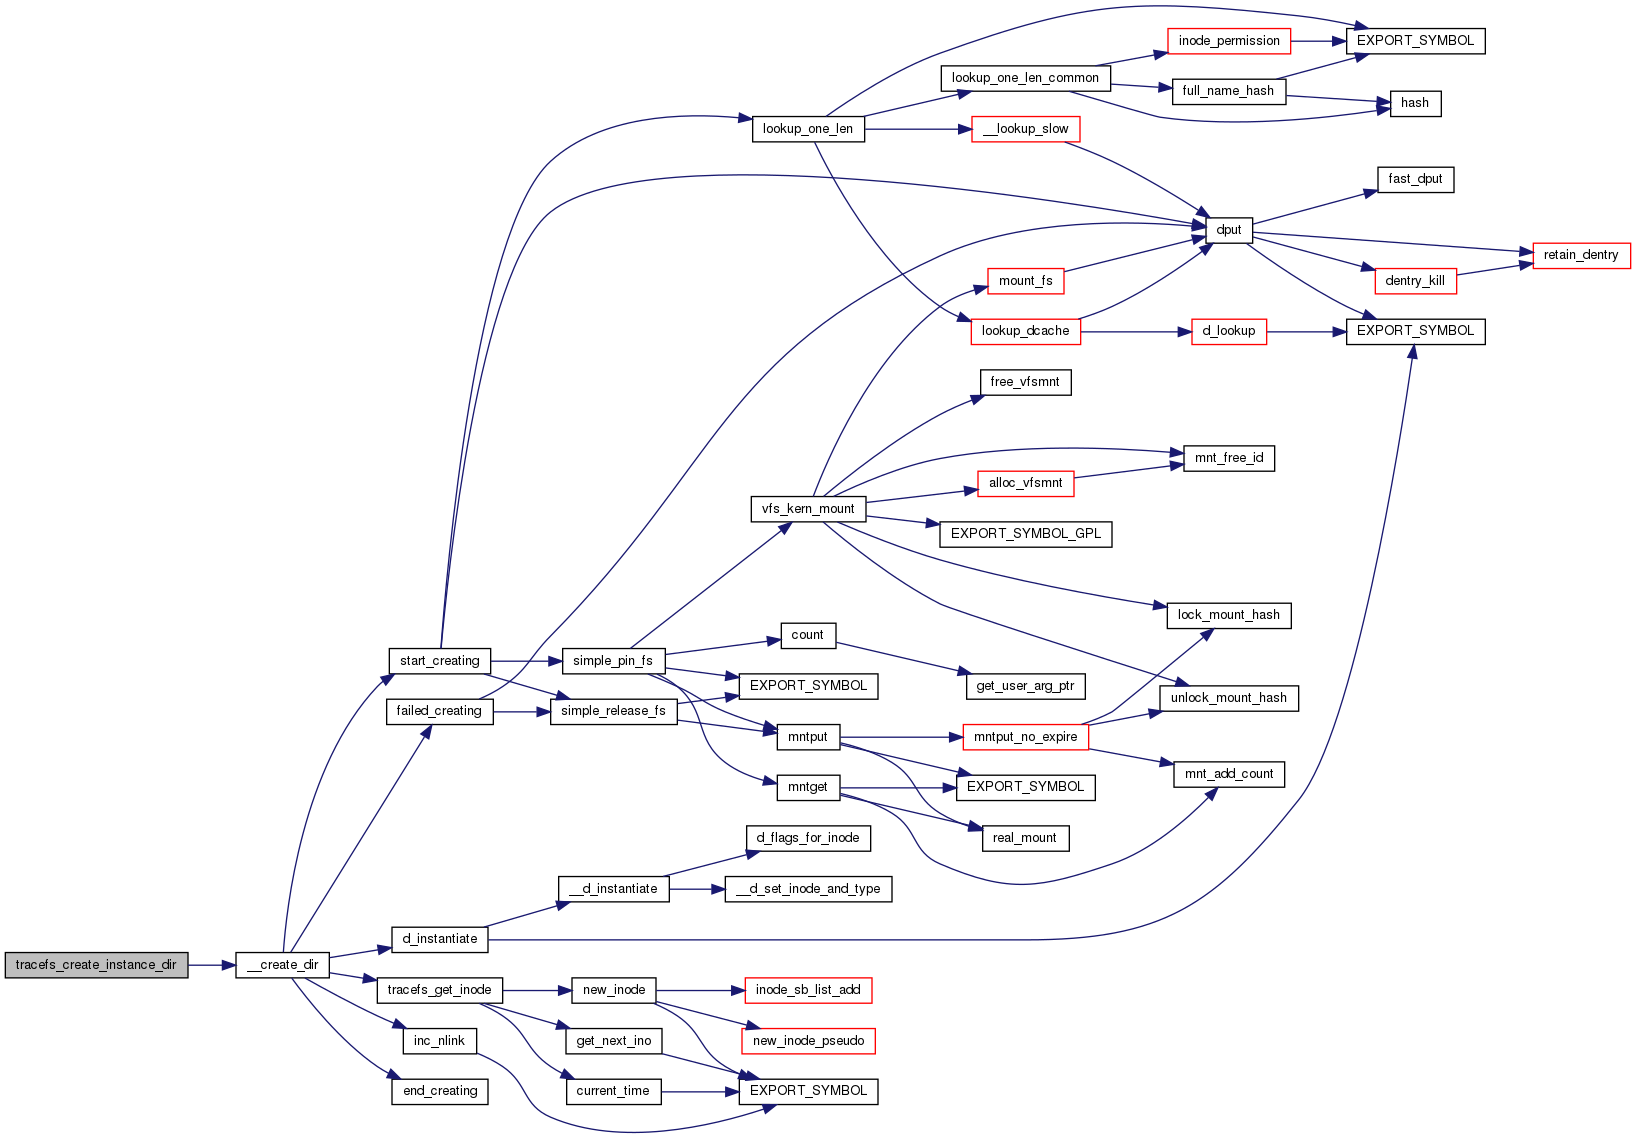 inode_permission
EXPORT_SYMBOL
lookup_one_len_common
full_name_hash
hash
lookup_one_len
__lookup_slow
fast_dput
dput
retain_dentry
mount_fs
dentry_kill
lookup_dcache
d_lookup
EXPORT_SYMBOL
free_vfsmnt
mnt_free_id
alloc_vfsmnt
vfs_kern_mount
EXPORT_SYMBOL_GPL
lock_mount_hash
count
start_creating
simple_pin_fs
EXPORT_SYMBOL
get_user_arg_ptr
unlock_mount_hash
failed_creating
simple_release_fs
mntput
mntput_no_expire
mnt_add_count
mntget
EXPORT_SYMBOL
d_flags_for_inode
real_mount
__d_instantiate
__d_set_inode_and_type
d_instantiate
tracefs_create_instance_dir
__create_dir
tracefs_get_inode
new_inode
inode_sb_list_add
inc_nlink
get_next_ino
new_inode_pseudo
end_creating
current_time
EXPORT_SYMBOL